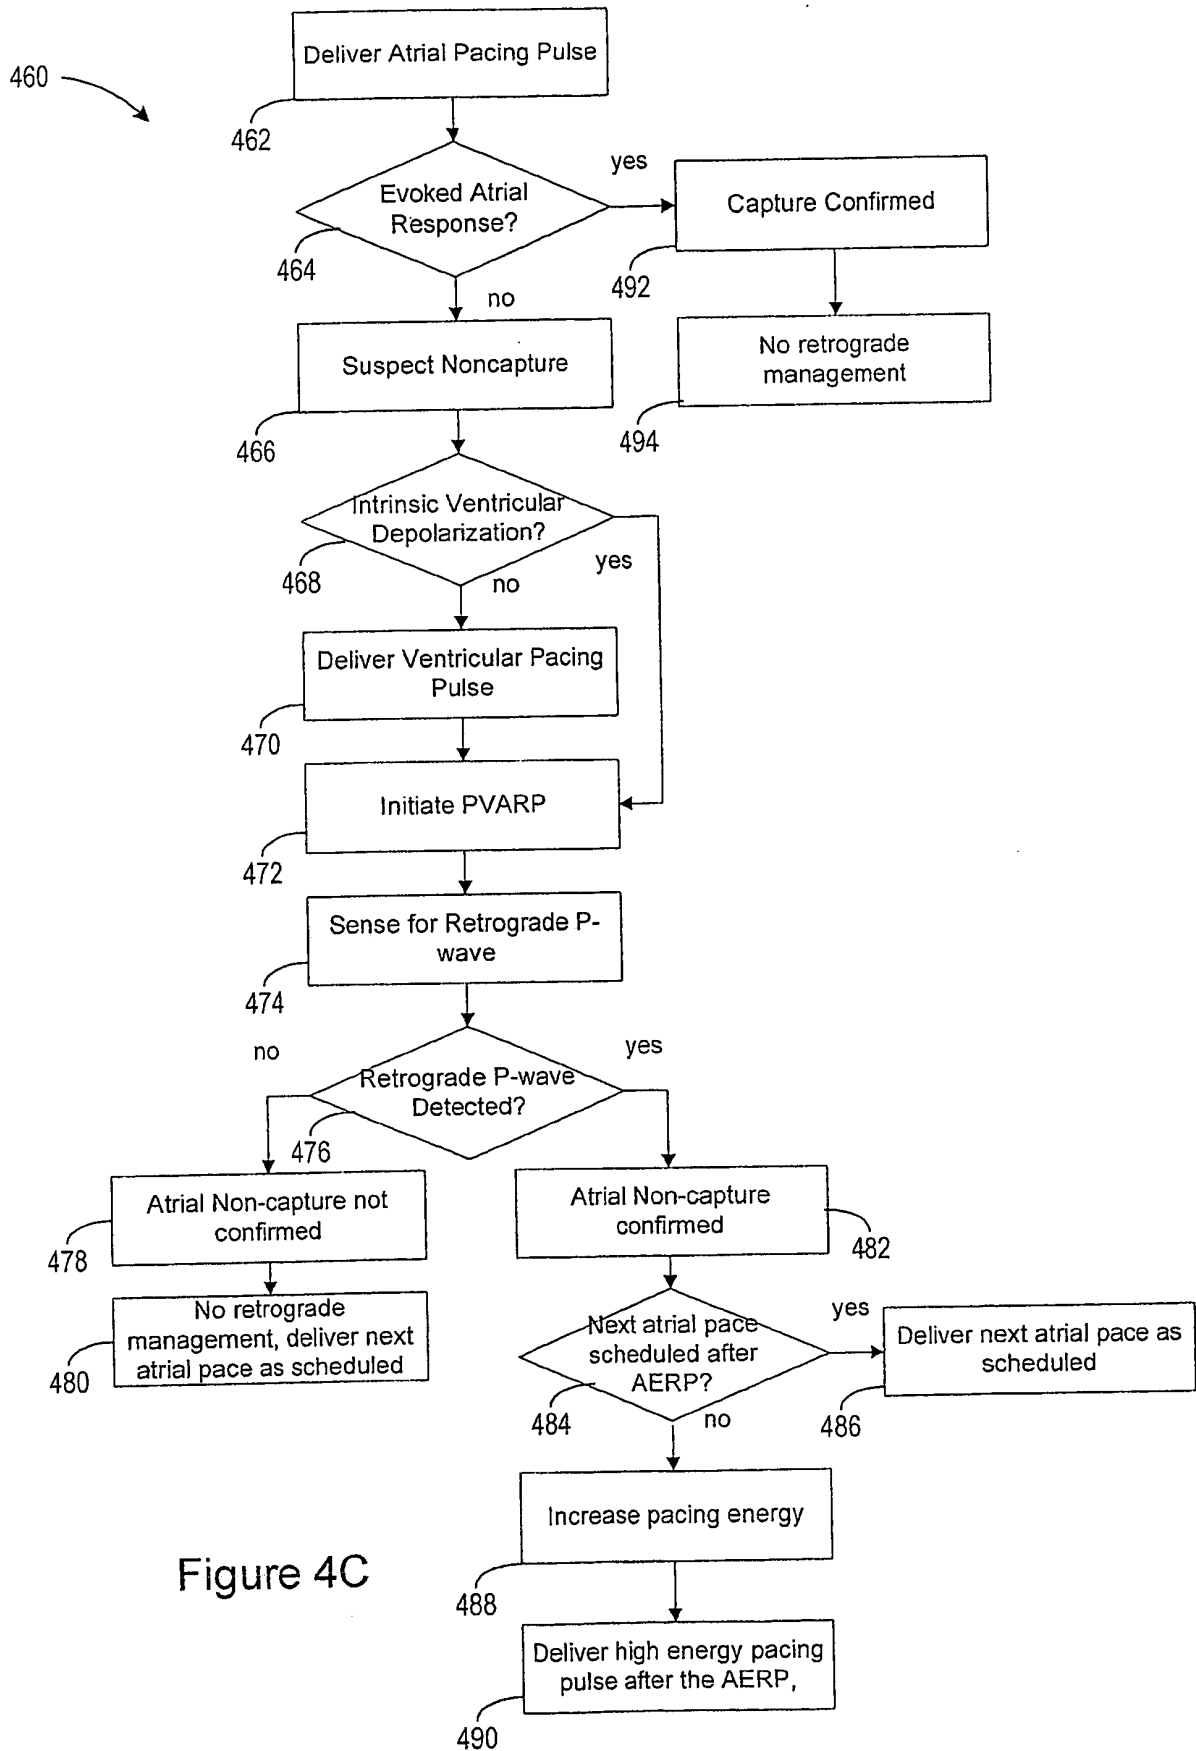 Deliver Atrial Pacing Pulse
460
462
Evoked Atrial
Response?
464
yes
Capture Confirmed
492
no
Suspect Noncapture
466
No retrograde
management
494
Intrinsic Ventricular
Depolarization?
468
yes
no
Deliver Ventricular Pacing
Pulse
470
Initiate PVARP
472
Sense for Retrograde P-
wave
474
no
yes
Retrograde P-wave
Detected?
476
Atrial Non-capture not
confirmed
478
Atrial Non-capture
confirmed
482
No retrograde
management, deliver next
atrial pace as scheduled
480
Next atrial pace
scheduled after
AERP?
484
yes
Deliver next atrial pace as
scheduled
486
no
Increase pacing energy
488
Figure 4C
Deliver high energy pacing
pulse after the AERP,
490